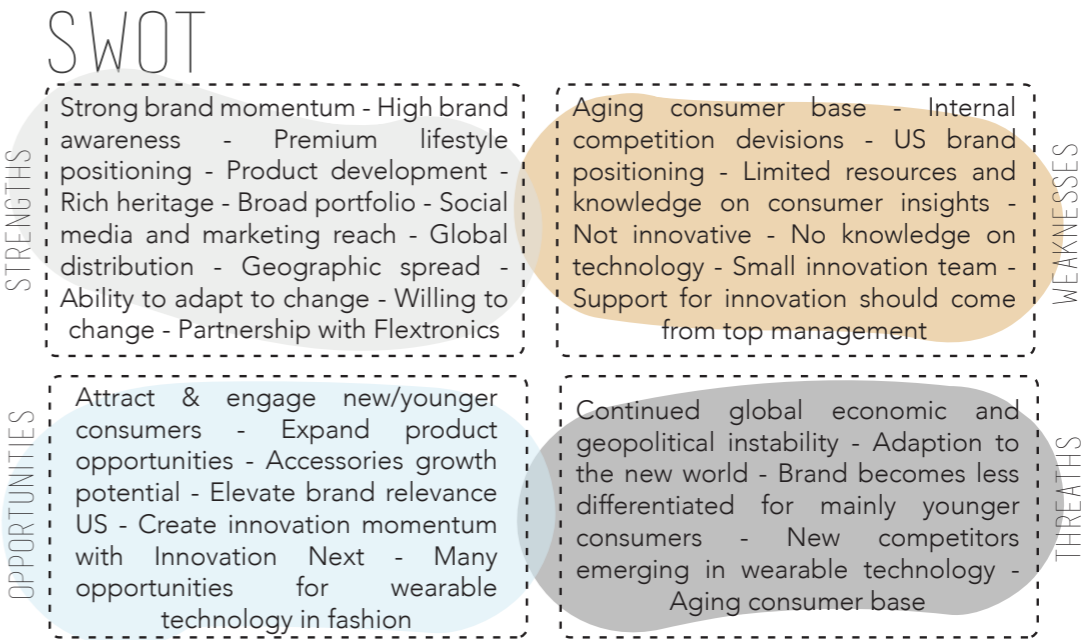 SWOT
STRENGTHS
Strong brand momentum - High brand
awareness - Premium lifestyle
positioning - Product development -
Rich heritage - Broad portfolio - Social
media and marketing reach - Global
distribution - Geographic spread -
Ability to adapt to change - Willing to
change - Partnership with Flextronics
WEAKNESSES
Aging consumer base - Internal
competition devisions - US brand
positioning - Limited resources and
knowledge on consumer insights -
Not innovative - No knowledge on
technology - Small innovation team -
Support for innovation should come
from top management
OPPORTUNITIES
Attract & engage new/younger
consumers - Expand product
opportunities - Accessories growth
potential - Elevate brand relevance
US - Create innovation momentum
with Innovation Next - Many
opportunities for wearable
technology in fashion
THREATHS
Continued global economic and
geopolitical instability - Adaption to
the new world - Brand becomes less
differentiated for mainly younger
consumers - New competitors
emerging in wearable technology -
Aging consumer base